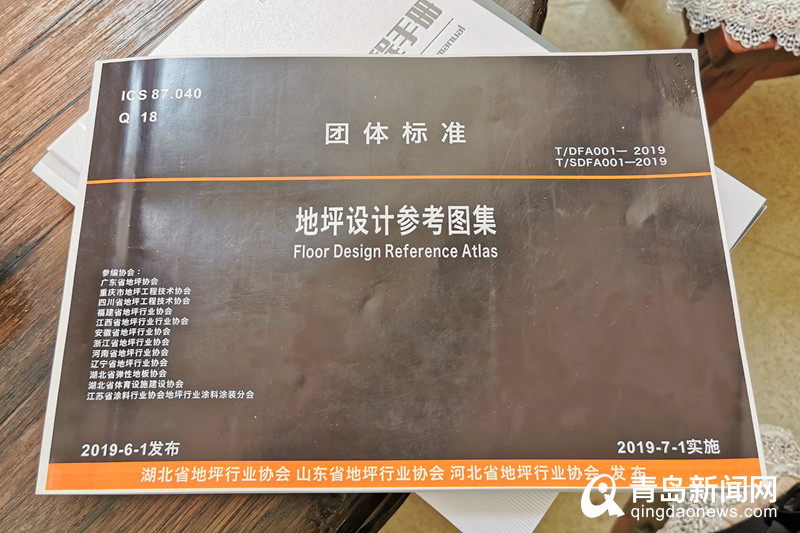 程手册
manual
ICS 87.040
Q 18
团体标准
T/DFA001— 2019
T/SDFA001—2019
地坪设计参考图集
Floor Design Reference Atlas
参编协会：
广东省地坪协会
重庆市地坪工程技术协会
四川省地坪工程技术协会
福建省地坪行业协会
江西省地坪行业行业协会
安徽省地坪行业协会
浙江省地坪行业协会
河南省地坪行业协会
辽宁省地坪行业协会
湖北省弹性地板协会
湖北省体育设施建设协会
江苏省涂料行业协会地坪行业涂料涂装分会
2019-6-1发布
2019-7-1实施
湖北省地坪行业协会 山东省地坪行业协会 河北省地坪行业协会 发布
青岛新闻网
qingdaonews.com